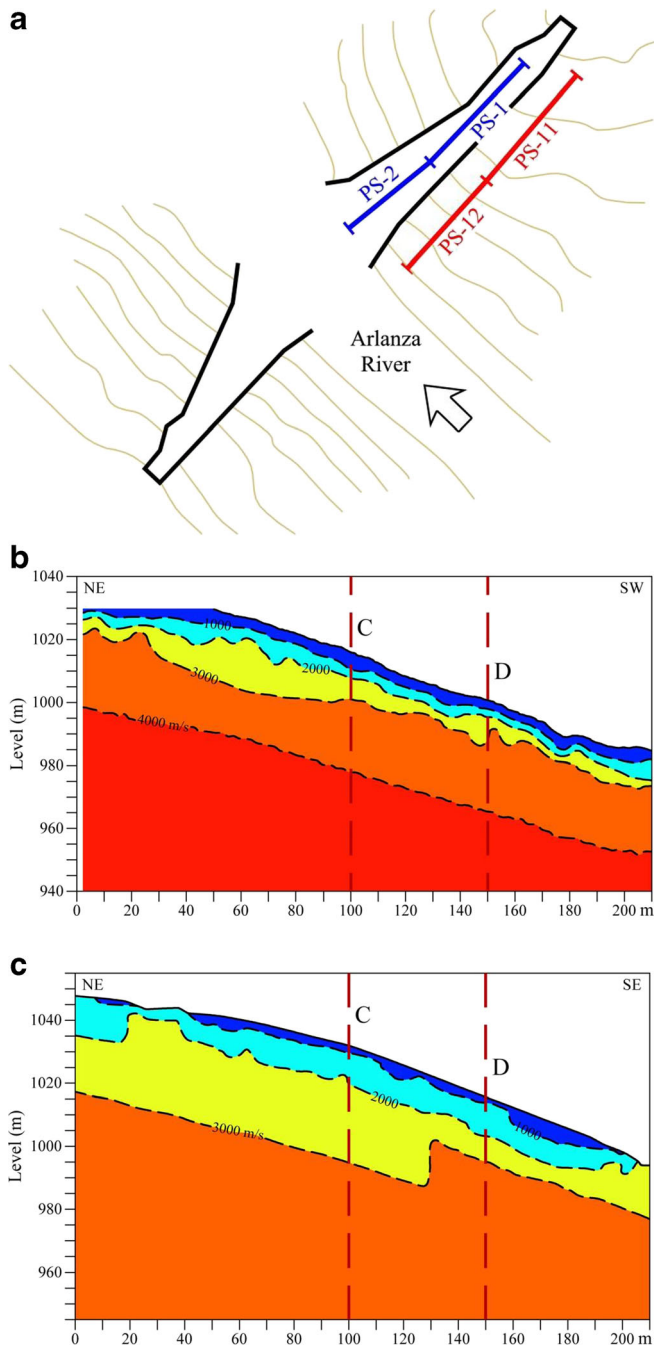 a
PS-1
PS-2
PS-11
PS-12
Arlanza
River
b
1040
1020
1000
980
960
940
Level (m)
NE
SW
C
D
1000
2000
3000
4000 m/s
0
20
40
60
80
100
120
140
160
180
200 m
c
1040
1020
1000
980
960
Level (m)
NE
SE
C
D
1000
2000
3000 m/s
0
20
40
60
80
100
120
140
160
180
200 m